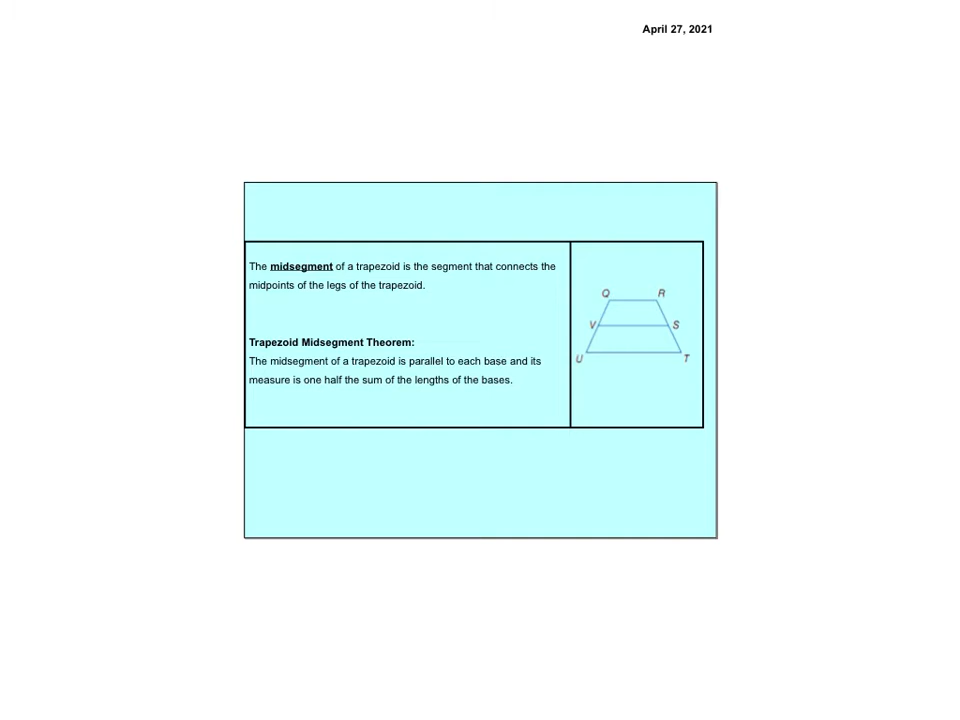 April 27, 2021
The midsegment of a trapezoid is the segment that connects the
midpoints of the legs of the trapezoid.
Trapezoid Midsegment Theorem:
The midsegment of a trapezoid is parallel to each base and its
measure is one half the sum of the lengths of the bases.
Q R
V S
U T